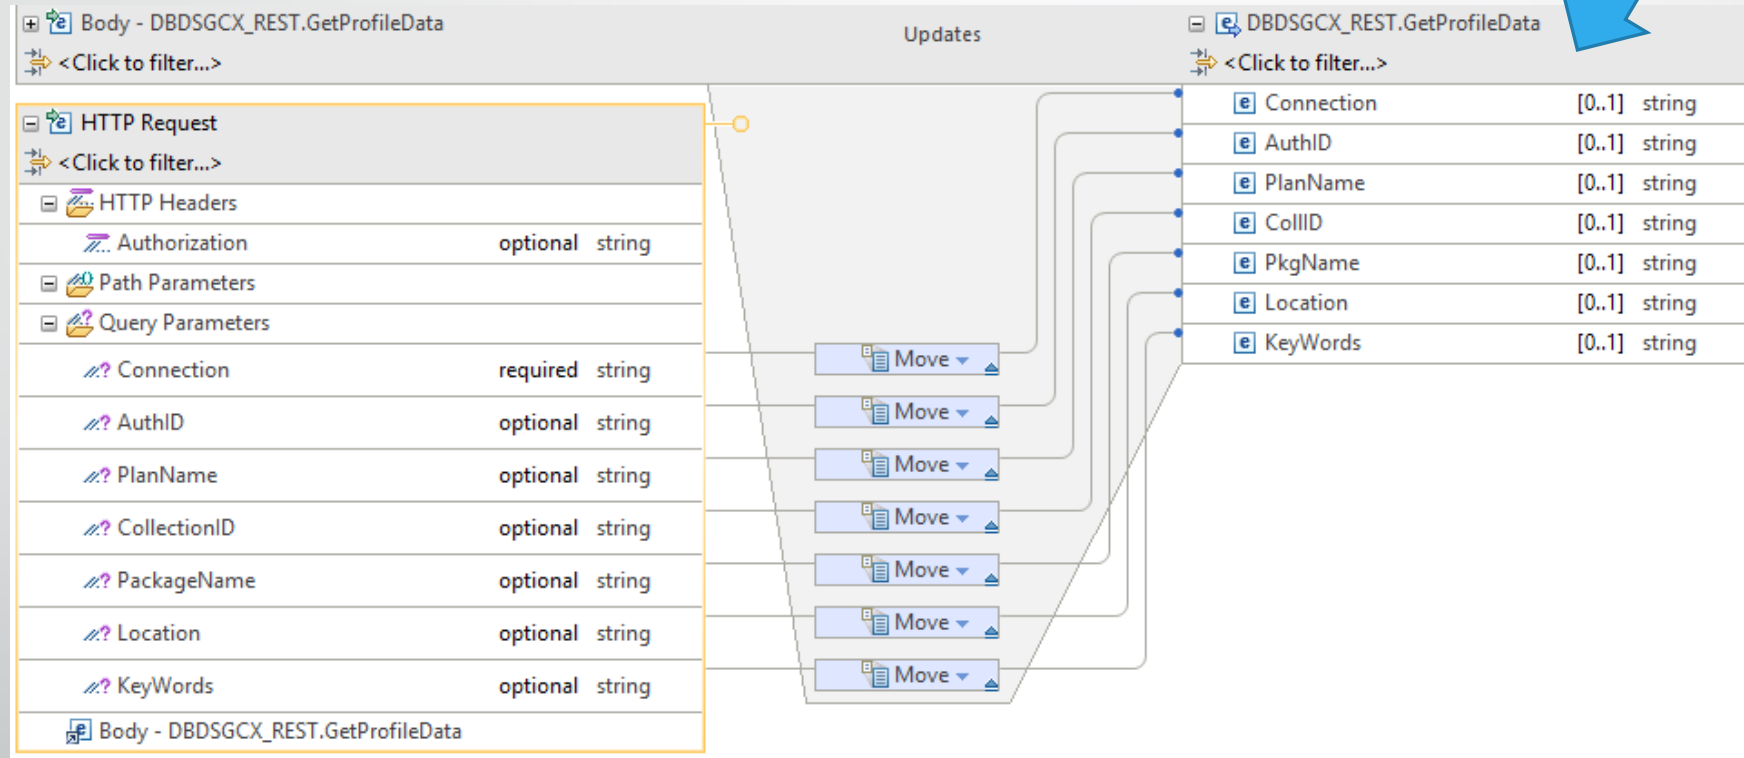 Body - DBDSGCX_REST.GetProfileData
<Click to filter...>
Updates
DBDSGCX_REST.GetProfileData
<Click to filter...>
HTTP Request
<Click to filter...>
HTTP Headers
Authorization optional string
Path Parameters
Query Parameters
Connection required string
AuthID optional string
PlanName optional string
CollectionID optional string
PackageName optional string
Location optional string
KeyWords optional string
Body - DBDSGCX_REST.GetProfileData
Move
Move
Move
Move
Move
Move
Move
Connection [0..1] string
AuthID [0..1] string
PlanName [0..1] string
CollID [0..1] string
PkgName [0..1] string
Location [0..1] string
KeyWords [0..1] string